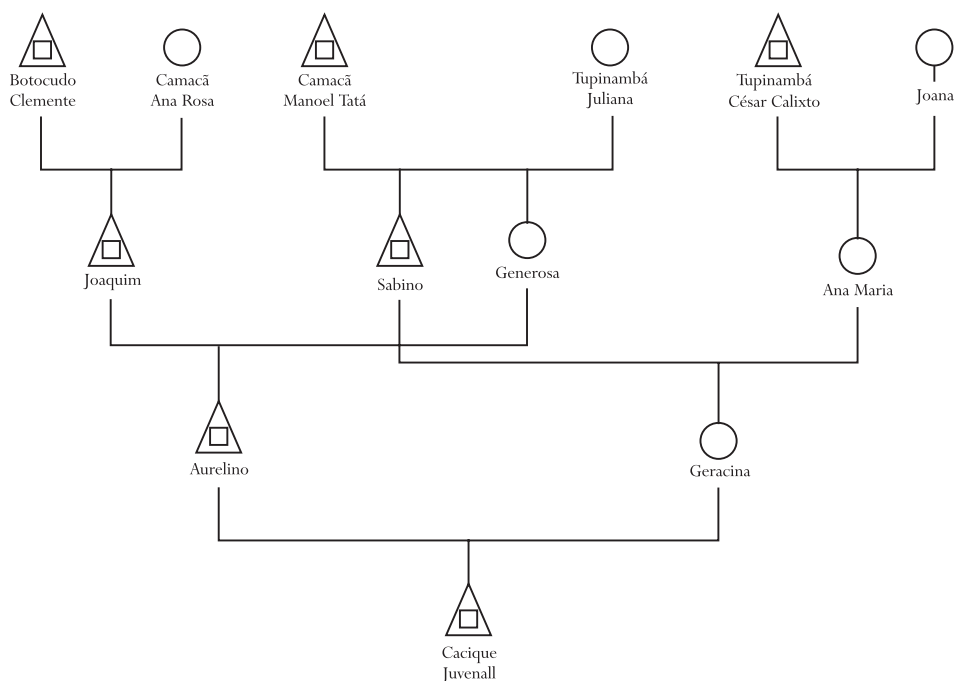 Botocudo
Clemente
Camacã
Ana Rosa
Camacã
Manoel Tatá
Tupinambá
Juliana
Tupinambá
César Calixto
Joana
Joaquim
Sabino
Generosa
Ana Maria
Aurelino
Geracina
Cacique
Juvenall